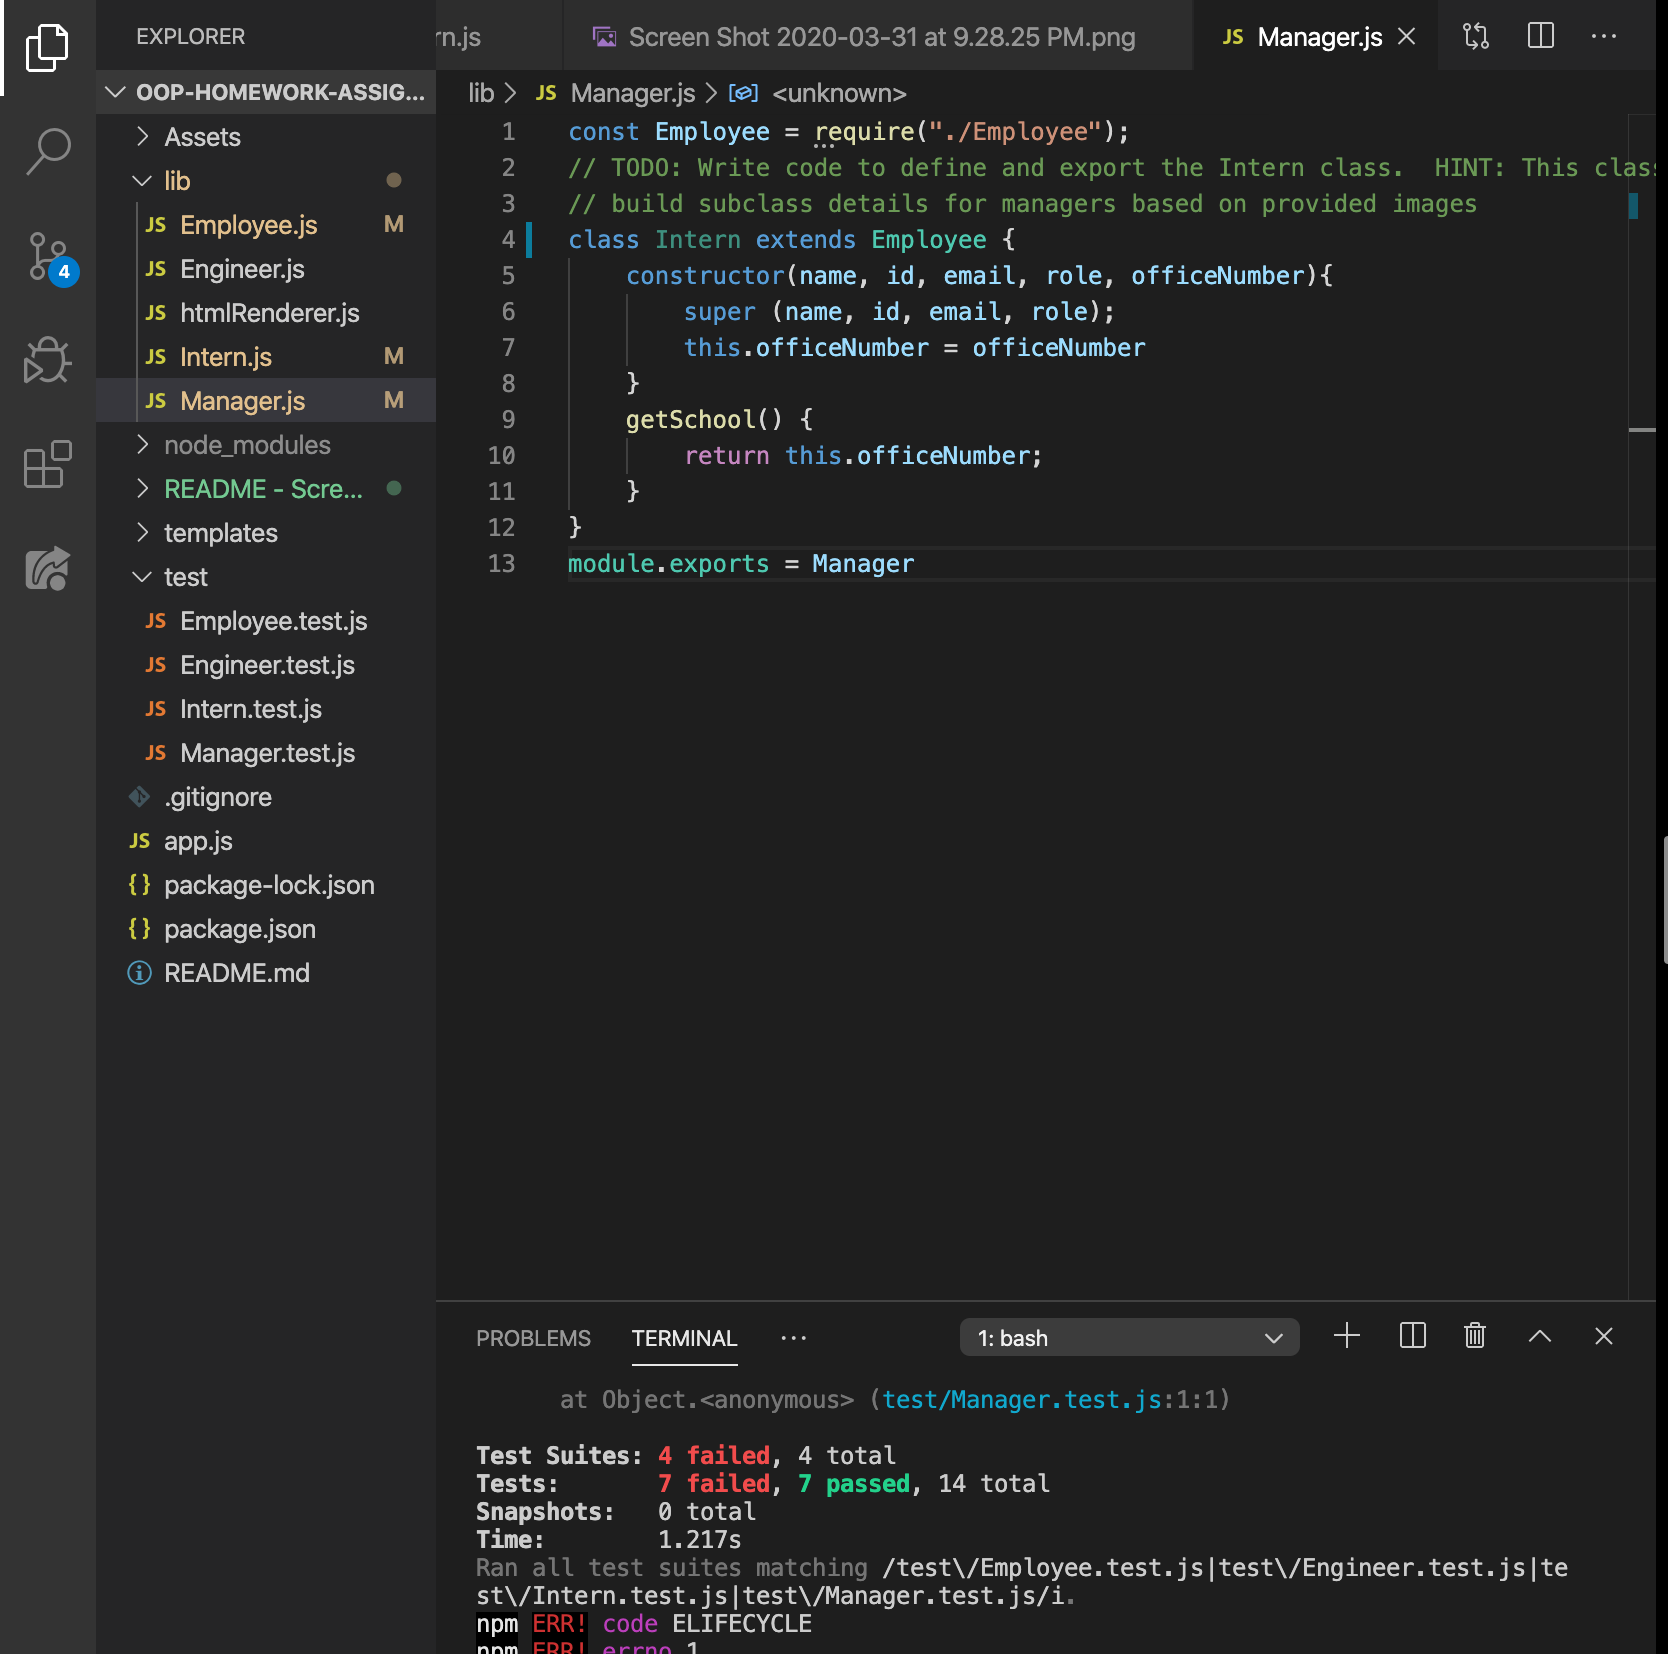 EXPLORER
OOP-HOMEWORK-ASSIG...
Assets
lib
JS Employee.js M
JS Engineer.js
JS htmlRenderer.js
JS Intern.js M
JS Manager.js M
node_modules
README - Scre...
templates
test
JS Employee.test.js
JS Engineer.test.js
JS Intern.test.js
JS Manager.test.js
.gitignore
JS app.js
{} package-lock.json
{} package.json
README.md
4
rn.js
Screen Shot 2020-03-31 at 9.28.25 PM.png
JS Manager.js
lib > JS Manager.js > <unknown>
1 const Employee = require("./Employee");
2 // TODO: Write code to define and export the Intern class.  HINT: This class
3 // build subclass details for managers based on provided images
4 class Intern extends Employee {
5     constructor(name, id, email, role, officeNumber){
6         super (name, id, email, role);
7         this.officeNumber = officeNumber
8     }
9     getSchool() {
10         return this.officeNumber;
11     }
12 }
13 module.exports = Manager
PROBLEMS TERMINAL ... 1: bash
at Object.<anonymous> (test/Manager.test.js:1:1)
Test Suites: 4 failed, 4 total
Tests:       7 failed, 7 passed, 14 total
Snapshots:   0 total
Time:        1.217s
Ran all test suites matching /test\/Employee.test.js|test\/Engineer.test.js|te
st\/Intern.test.js|test\/Manager.test.js/i.
npm ERR! code ELIFECYCLE
npm ERR! errno 1